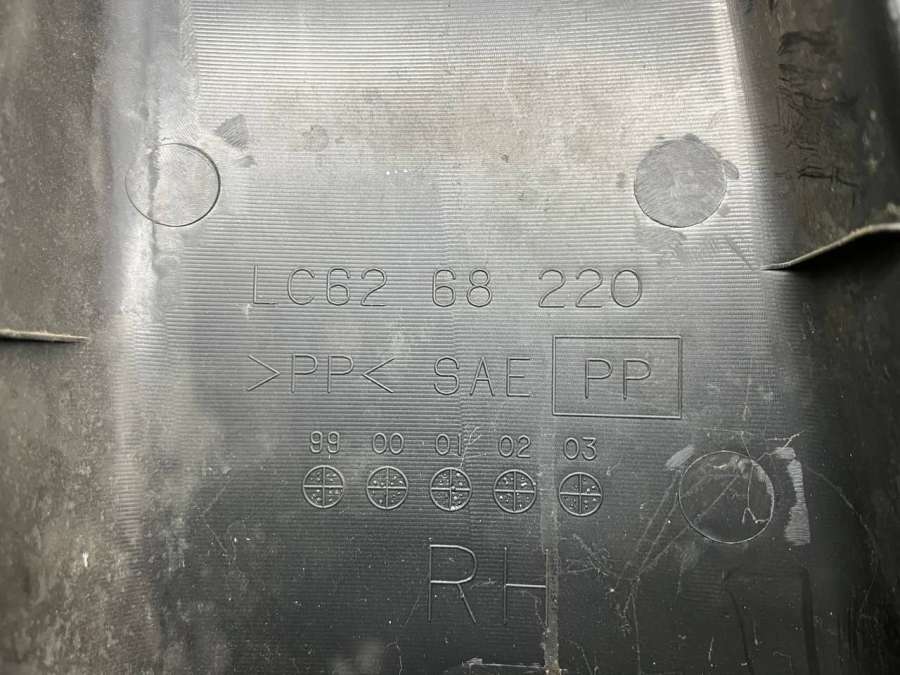 LC62 68 220
>PP< SAE PP
99 00 01 02 03
RH